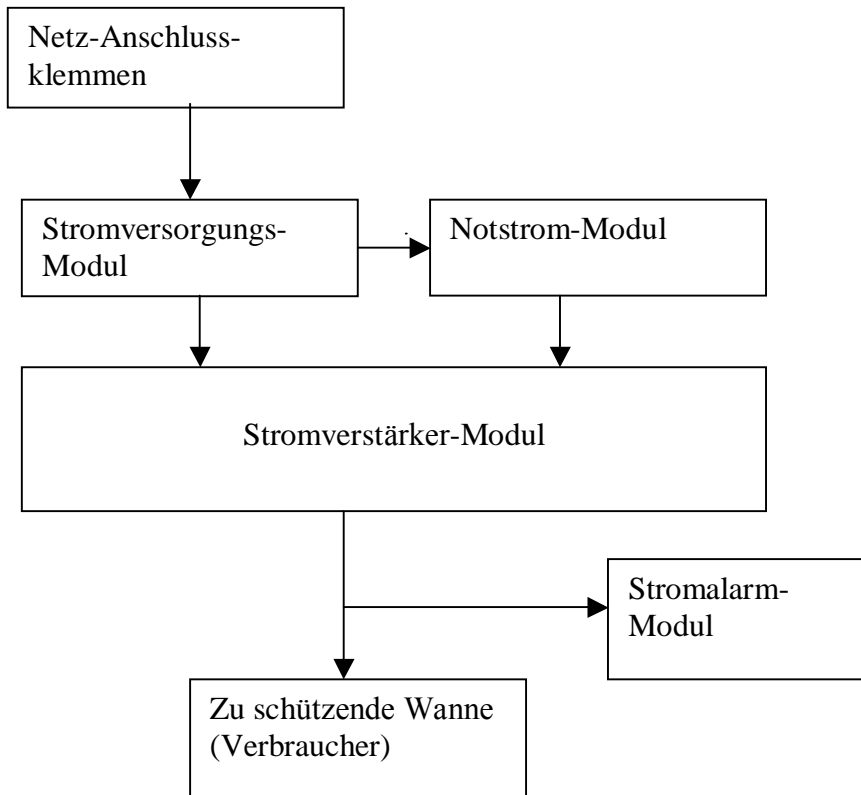 Netz-Anschluss-
klemmen
Stromversorgungs-
Modul
Notstrom-Modul
Stromverstärker-Modul
Stromalarm-
Modul
Zu schützende Wanne
(Verbraucher)